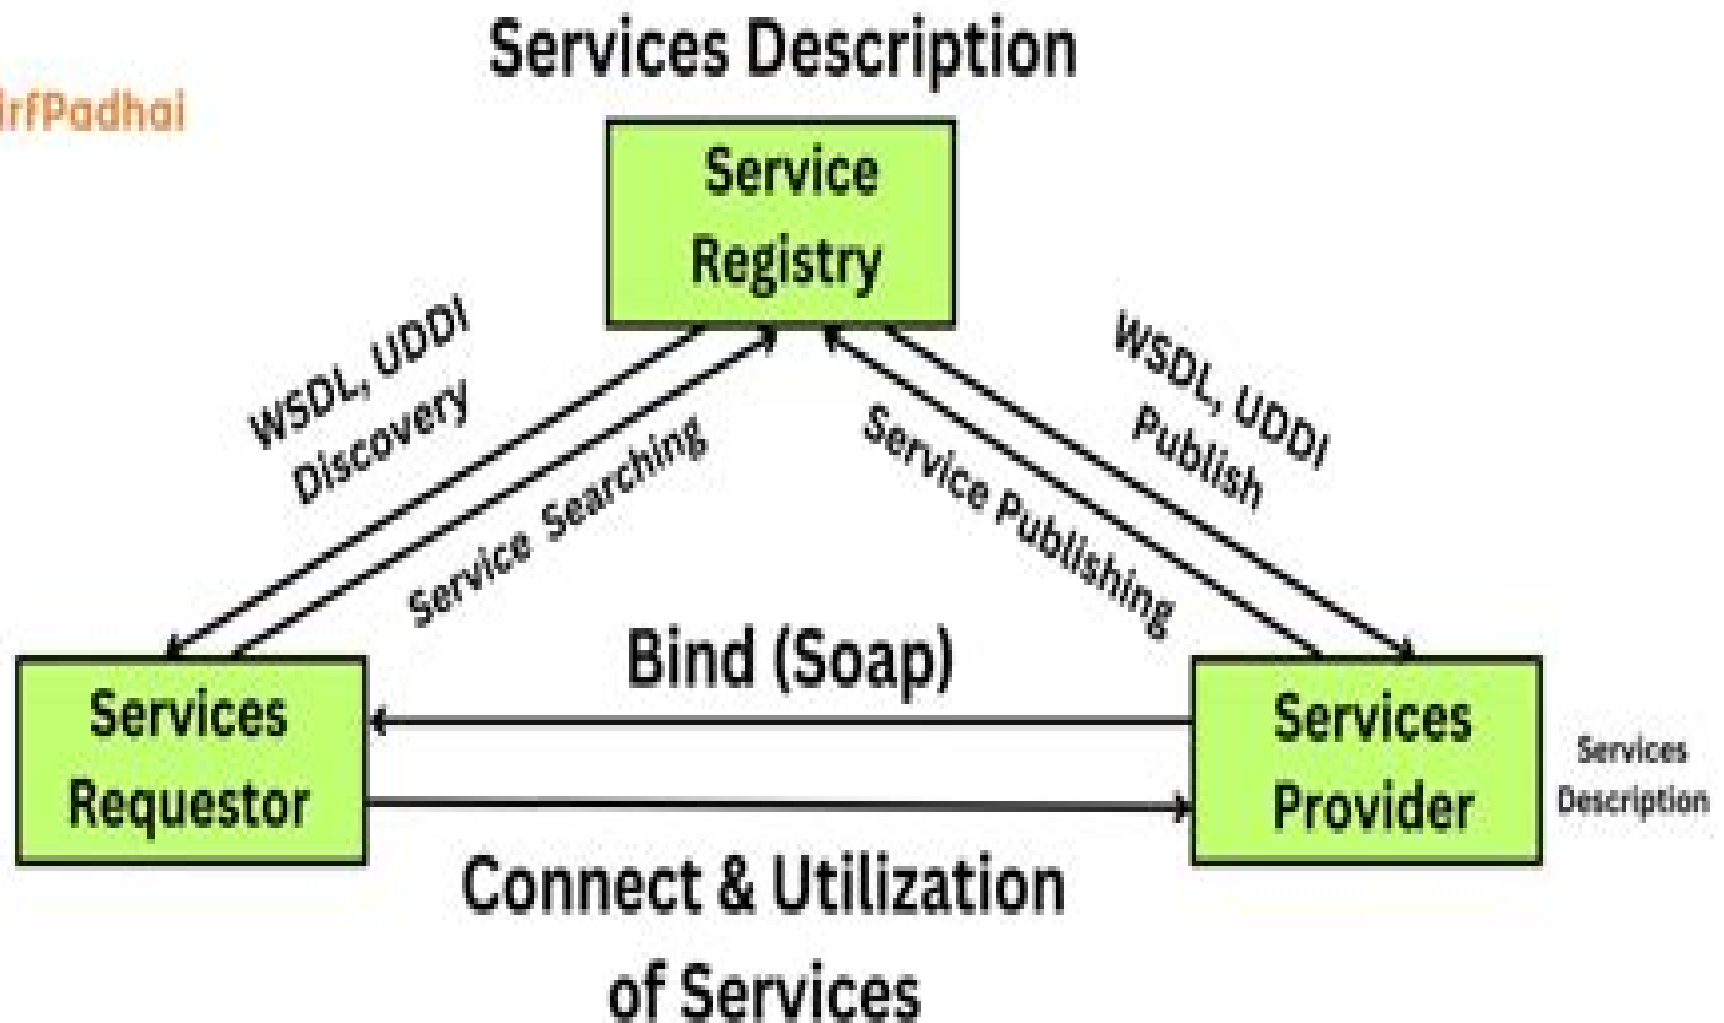 Services Description
irfPadhai
Service
Registry
WSDL, UDDI
Discovery
Service Searching
WSDL, UDDI
Publish
Service Publishing
Bind (Soap)
Services
Requestor
Services
Provider
Services
Description
Connect & Utilization
of Services